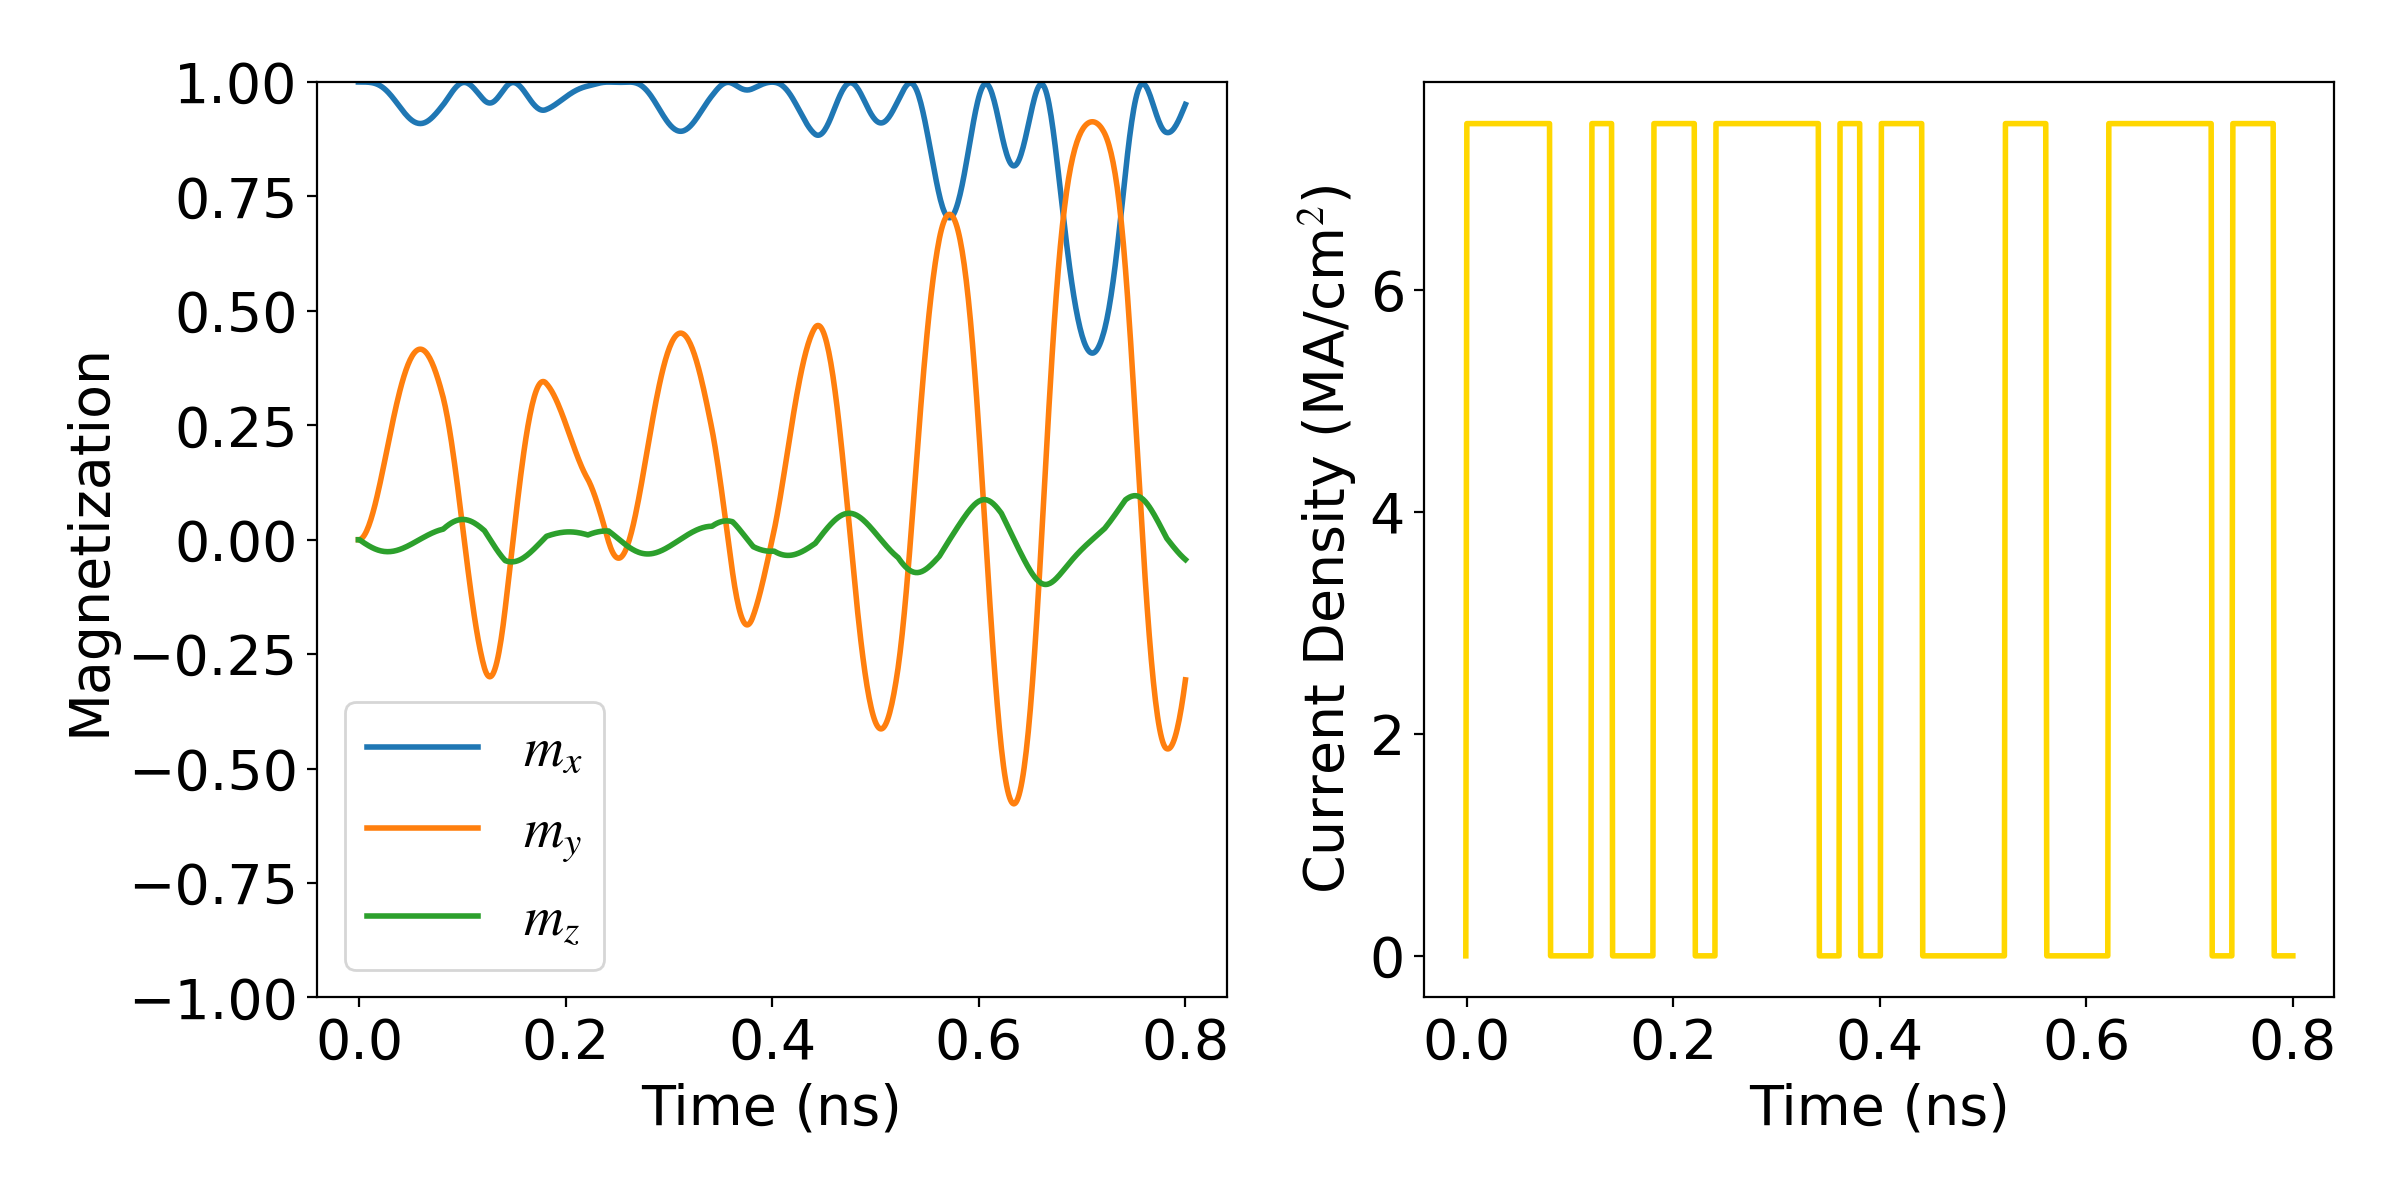 Magnetization
1.00
0.75
0.50
0.25
0.00
−0.25
−0.50
−0.75
−1.00
m_x
m_y
m_z
0.0 0.2 0.4 0.6 0.8
Time (ns)
Current Density (MA/cm²)
6
4
2
0
0.0 0.2 0.4 0.6 0.8
Time (ns)